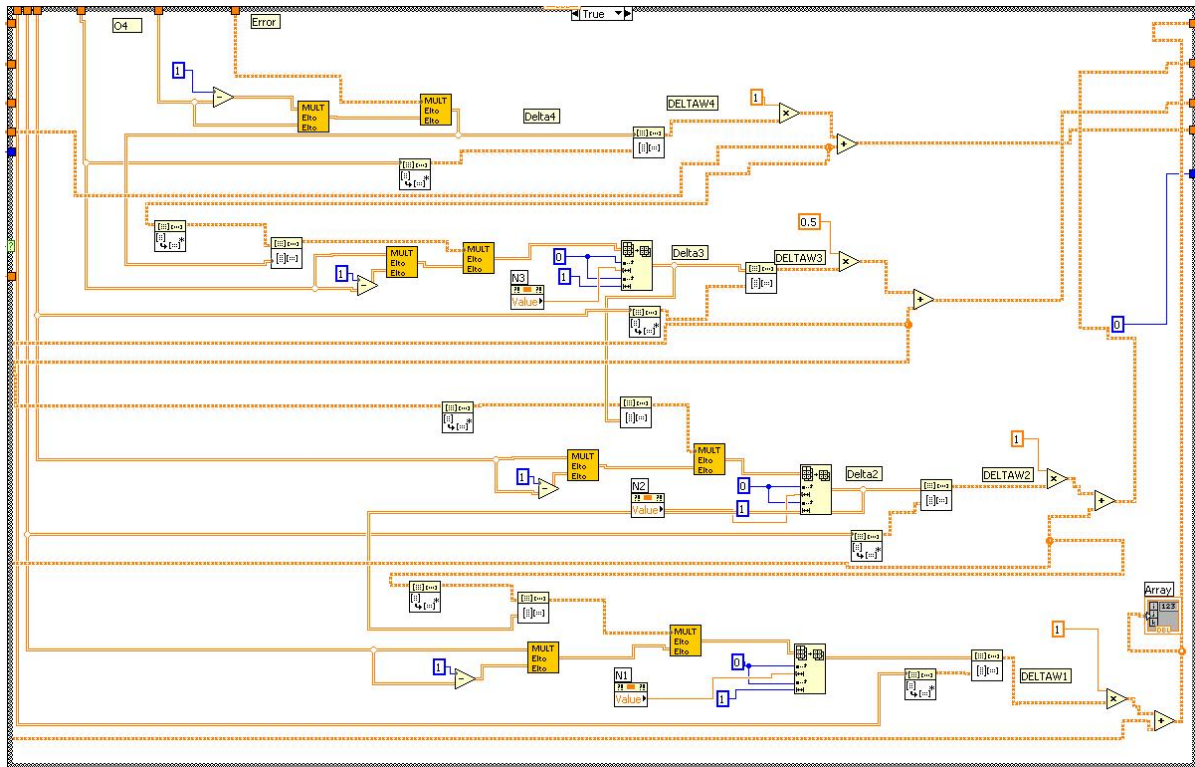 True
O4
Error
1
MULT
Elto
Elto
MULT
Elto
Elto
Delta4
DELTAW4
1
0.5
MULT
Elto
Elto
MULT
Elto
Elto
1
0
1
N3
Value
Delta3
DELTAW3
0
MULT
Elto
Elto
MULT
Elto
Elto
1
N2
Value
0
1
Delta2
DELTAW2
1
Array
123
DBL
MULT
Elto
Elto
MULT
Elto
Elto
1
N1
Value
0
1
DELTAW1
1